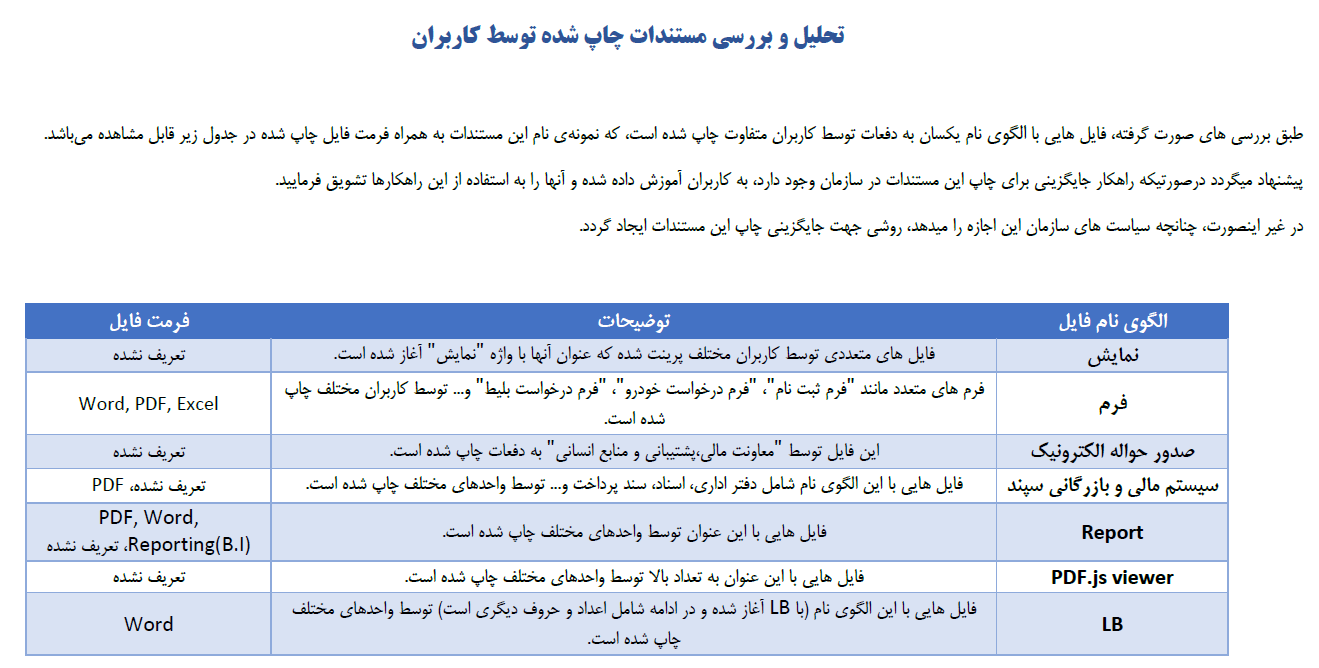 تحلیل و بررسی مستندات چاپ شده توسط کاربران
طبق بررسی های صورت گرفته، فایل هایی با الگوی نام یکسان به دفعات توسط کاربران متفاوت چاپ شده است، که نمونه‌ی نام این مستندات به همراه فرمت فایل چاپ شده در جدول زیر قابل مشاهده می‌باشد.
پیشنهاد میگردد درصورتیکه راهکار جایگزینی برای چاپ این مستندات در سازمان وجود دارد، به کاربران آموزش داده شده و آنها را به استفاده از این راهکارها تشویق فرمایید.
در غیر اینصورت، چنانچه سیاست های سازمان این اجازه را میدهد، روشی جهت جایگزینی چاپ این مستندات ایجاد گردد.
الگوی نام فایل توضیحات فرمت فایل
نمایش فایل های متعددی توسط کاربران مختلف پرینت شده که عنوان آنها با واژه "نمایش" آغاز شده است. تعریف نشده
فرم فرم های متعدد مانند "فرم ثبت نام"، "فرم درخواست خودرو"، "فرم درخواست بلیط" و... توسط کاربران مختلف چاپ
شده است. Word, PDF, Excel
صدور حواله الکترونیک این فایل توسط "معاونت مالی،پشتیبانی و منابع انسانی" به دفعات چاپ شده است. تعریف نشده
سیستم مالی و بازرگانی سپند فایل هایی با این الگوی نام شامل دفتر اداری، اسناد، سند پرداخت و... توسط واحدهای مختلف چاپ شده است. تعریف نشده، PDF
Report فایل هایی با این عنوان توسط واحدهای مختلف چاپ شده است. PDF, Word,
Reporting(B.I)، تعریف نشده
PDF.js viewer فایل هایی با این عنوان به تعداد بالا توسط واحدهای مختلف چاپ شده است. تعریف نشده
LB فایل هایی با این الگوی نام (با LB آغاز شده و در ادامه شامل اعداد و حروف دیگری است) توسط واحدهای مختلف
چاپ شده است. Word